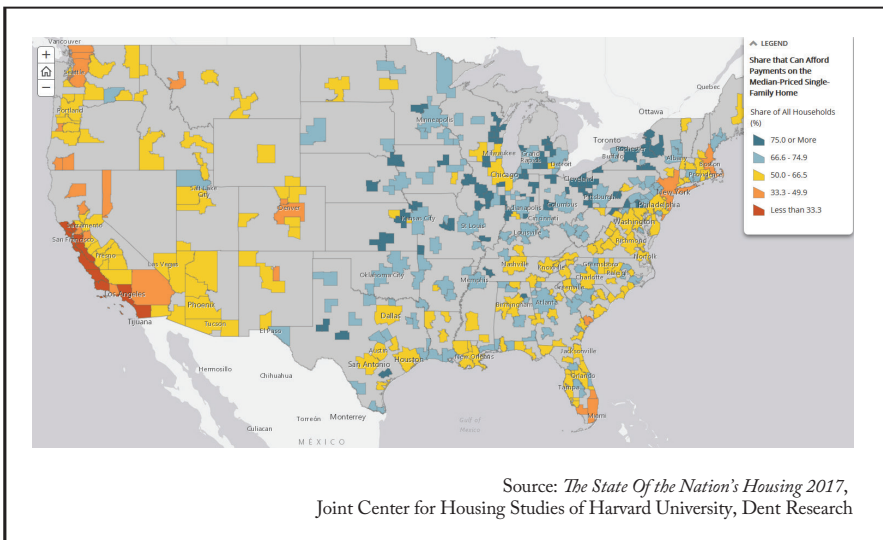 Vancouver
+
−
Seattle
Portland
Sacramento
San Francisco
Fresno
Las Vegas
Los Angeles
Tijuana
Phoenix
Tucson
Salt Lake
City
Denver
El Paso
Hermosillo
Chihuahua
Culiacan
Torreón
Monterrey
MÉXICO
Gulf of
Mexico
Minneapolis
Milwaukee
Chicago
Grand
Rapids
Detroit
Toronto
Ottawa
Quebec
Buffalo
Rochester
Albany
Boston
Providence
New York
Philadelphia
Pittsburgh
Cleveland
Columbus
Indianapolis
Cincinnati
Louisville
St Louis
Kansas City
Oklahoma City
Memphis
Nashville
Knoxville
Greensboro
Raleigh
Charlotte
Greenville
Washington
Richmond
Norfolk
Birmingham
Atlanta
Dallas
Austin
San Antonio
Houston
New Orleans
Jacksonville
Orlando
Tampa
Miami
LEGEND
Share that Can Afford
Payments on the
Median-Priced Single-
Family Home
Share of All Households
(%)
75.0 or More
66.6 - 74.9
50.0 - 66.5
33.3 - 49.9
Less than 33.3
Source: The State Of the Nation's Housing 2017,
Joint Center for Housing Studies of Harvard University, Dent Research